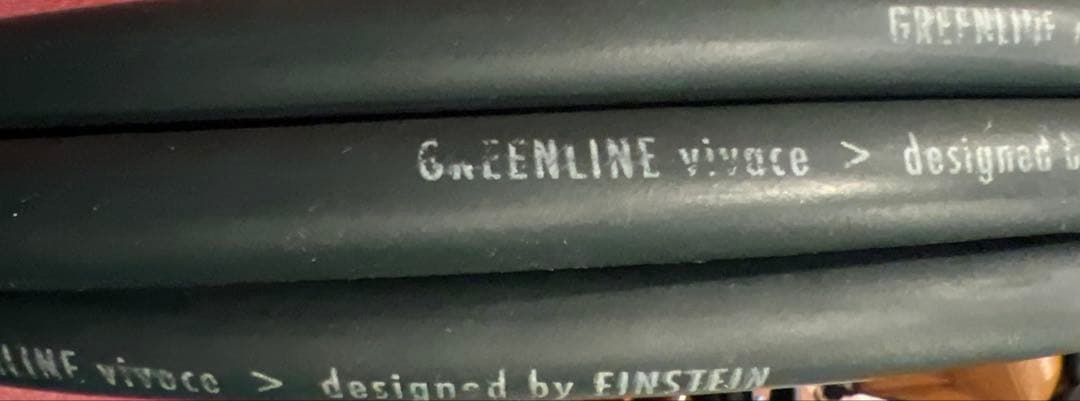 GREENLINE
GREENLINE vivace > designed b
LINE vivace > designed by EINSTEIN